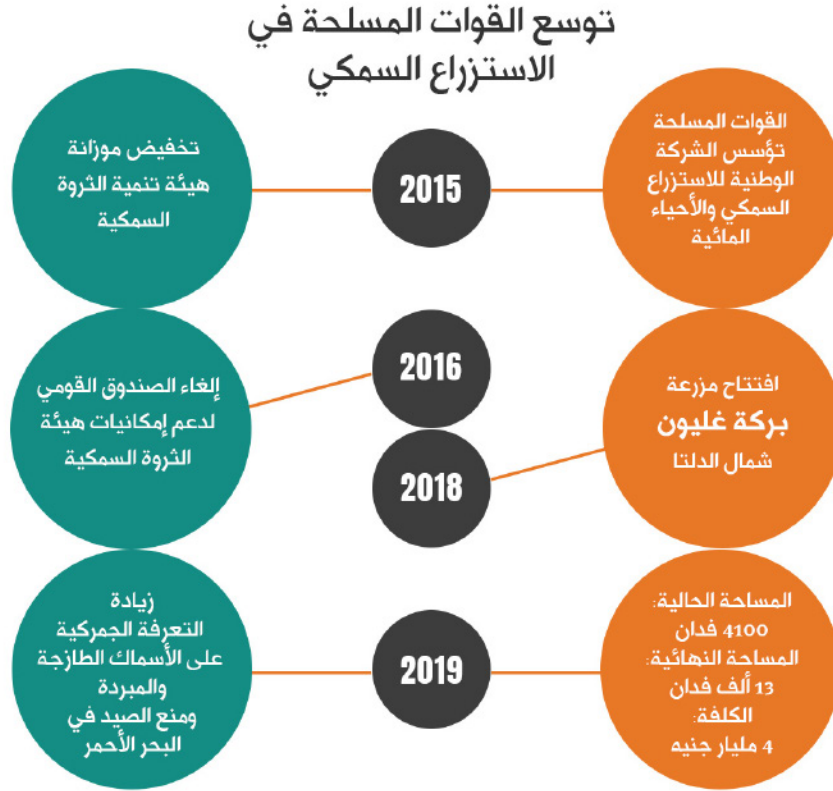 توسع القوات المسلحة في
الاستزراع السمكي
القوات المسلحة
تؤسس الشركة
الوطنية للاستزراع
السمكي والأحياء
المائية
2015
تخفيض موزانة
هيئة تنمية الثروة
السمكية
2016
إلغاء الصندوق القومي
لدعم إمكانيات هيئة
الثروة السمكية
افتتاح مزرعة
بركة غليون
شمال الدلتا
2018
المساحة الحالية:
4100 فدان
المساحة النهائية:
13 ألف فدان
الكلفة:
4 مليار جنيه
2019
زيادة
التعرفة الجمركية
على الأسماك الطازجة
والمبردة
ومنع الصيد في
البحر الأحمر